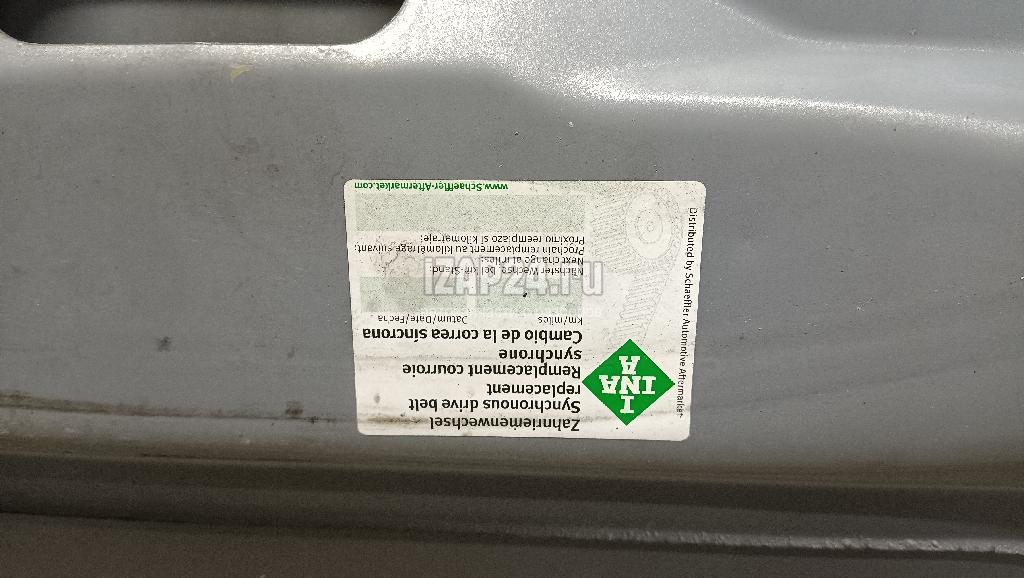 Zahnriemenwechsel
Synchronous drive belt
replacement
Remplacement courroie
synchrone
Cambio de la correa síncrona
km/miles Datum/Date/Fecha
Nächster Wechsel bei km-Stand:
Next change at miles:
Prochain remplacement au kilométrage suivant:
Próximo reemplazo si kilometraje:
www.Schaeffler-Aftermarket.com
I
INA
A
Distributed by Schaeffler Automotive Aftermarket
IZAP24.ru